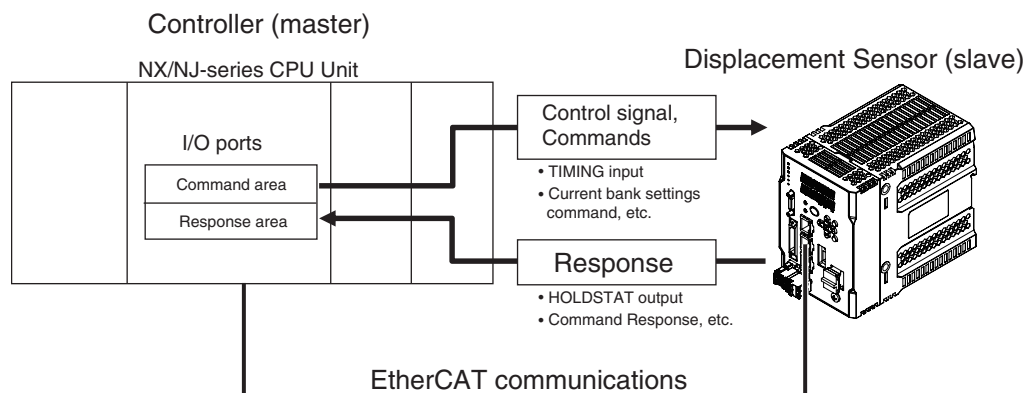 Controller (master)
NX/NJ-series CPU Unit
I/O ports
Command area
Response area
Control signal,
Commands
• TIMING input
• Current bank settings
command, etc.
Response
• HOLDSTAT output
• Command Response, etc.
Displacement Sensor (slave)
EtherCAT communications